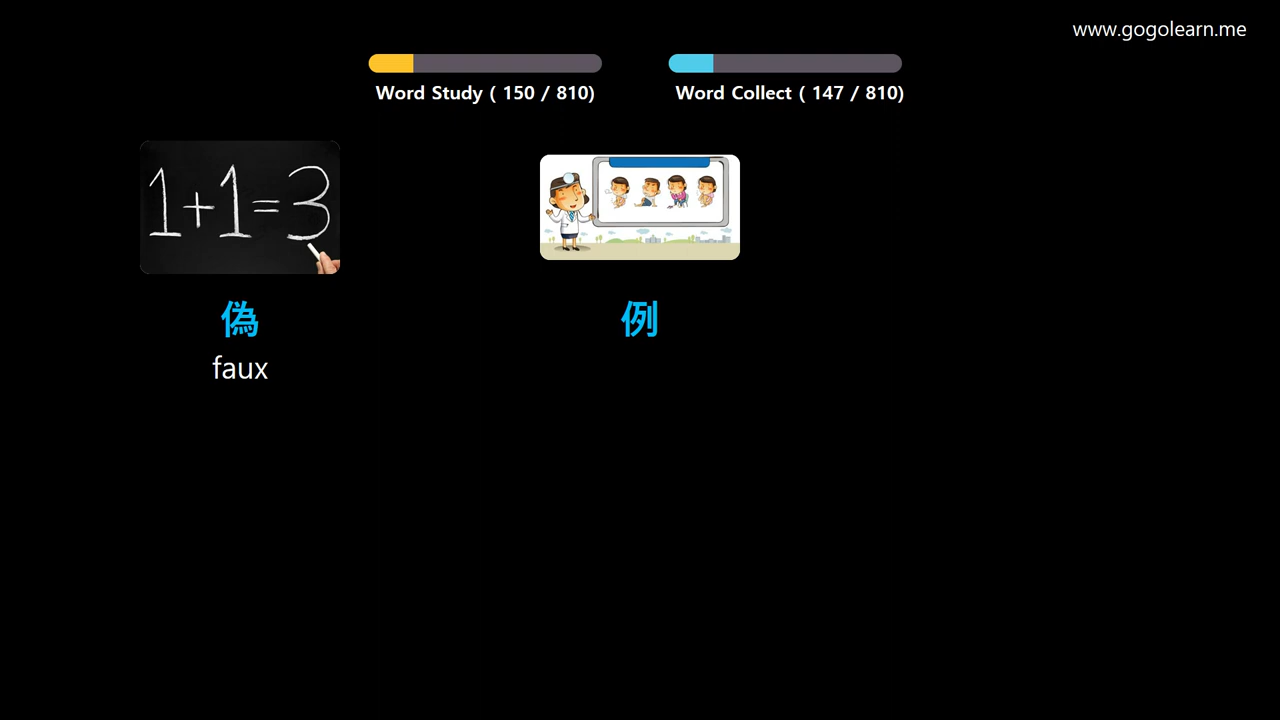 www.gogolearn.me
Word Study ( 150 / 810)
Word Collect ( 147 / 810)
1+1=3
偽
例
faux